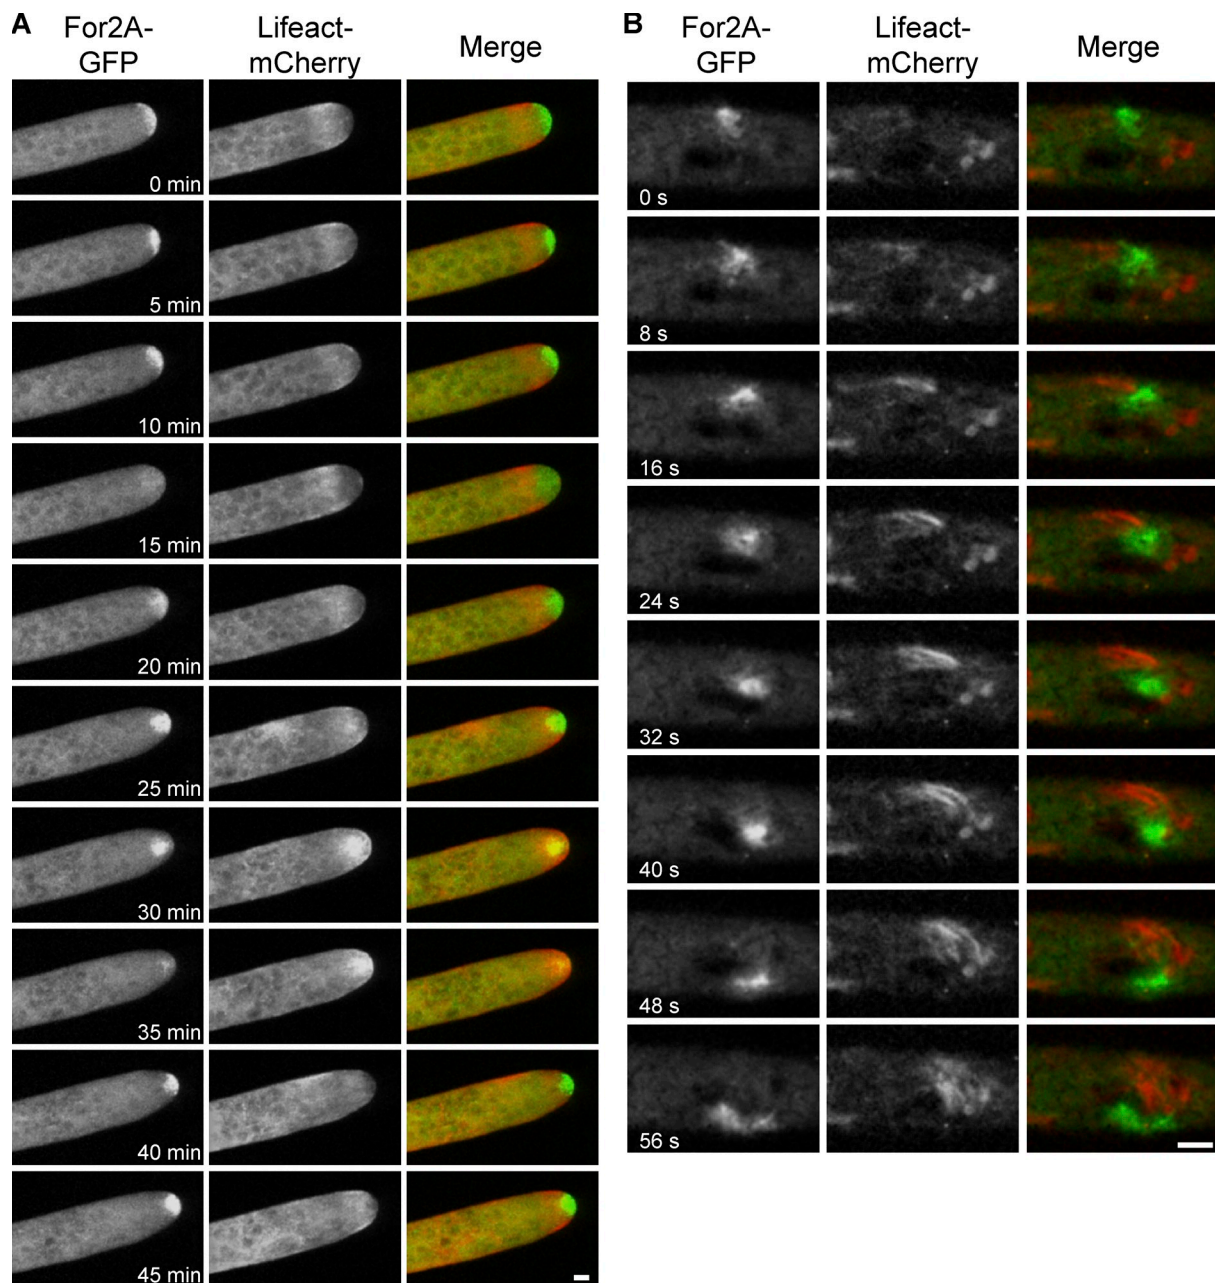 A
For2A-
GFP
Lifeact-
mCherry
Merge
0 min
5 min
10 min
15 min
20 min
25 min
30 min
35 min
40 min
45 min
B
For2A-
GFP
Lifeact-
mCherry
Merge
0 s
8 s
16 s
24 s
32 s
40 s
48 s
56 s